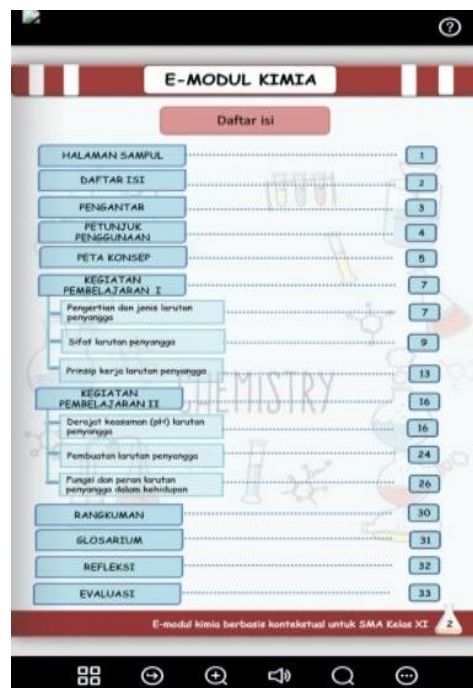 E-MODUL KIMIA
Daftar isi
HALAMAN SAMPUL 1
DAFTAR ISI 2
PENGANTAR 3
PETUNJUK
PENGGUNAAN 4
PETA KONSEP 5
KEGIATAN
PEMBELAJARAN I 7
Pengertian dan jenis larutan
penyangga 7
Sifat larutan penyangga 9
Prinsip kerja larutan penyangga 13
CHEMISTRY
KEGIATAN
PEMBELAJARAN II 16
Derajat keasaman (pH) larutan
penyangga 16
Pembuatan larutan penyangga 24
Fungsi dan peran larutan
penyangga dalam kehidupan 26
RANGKUMAN 30
GLOSARIUM 31
REFLEKSI 32
EVALUASI 33
E-modul kimia berbasis kontekstual untuk SMA Kelas XI 2